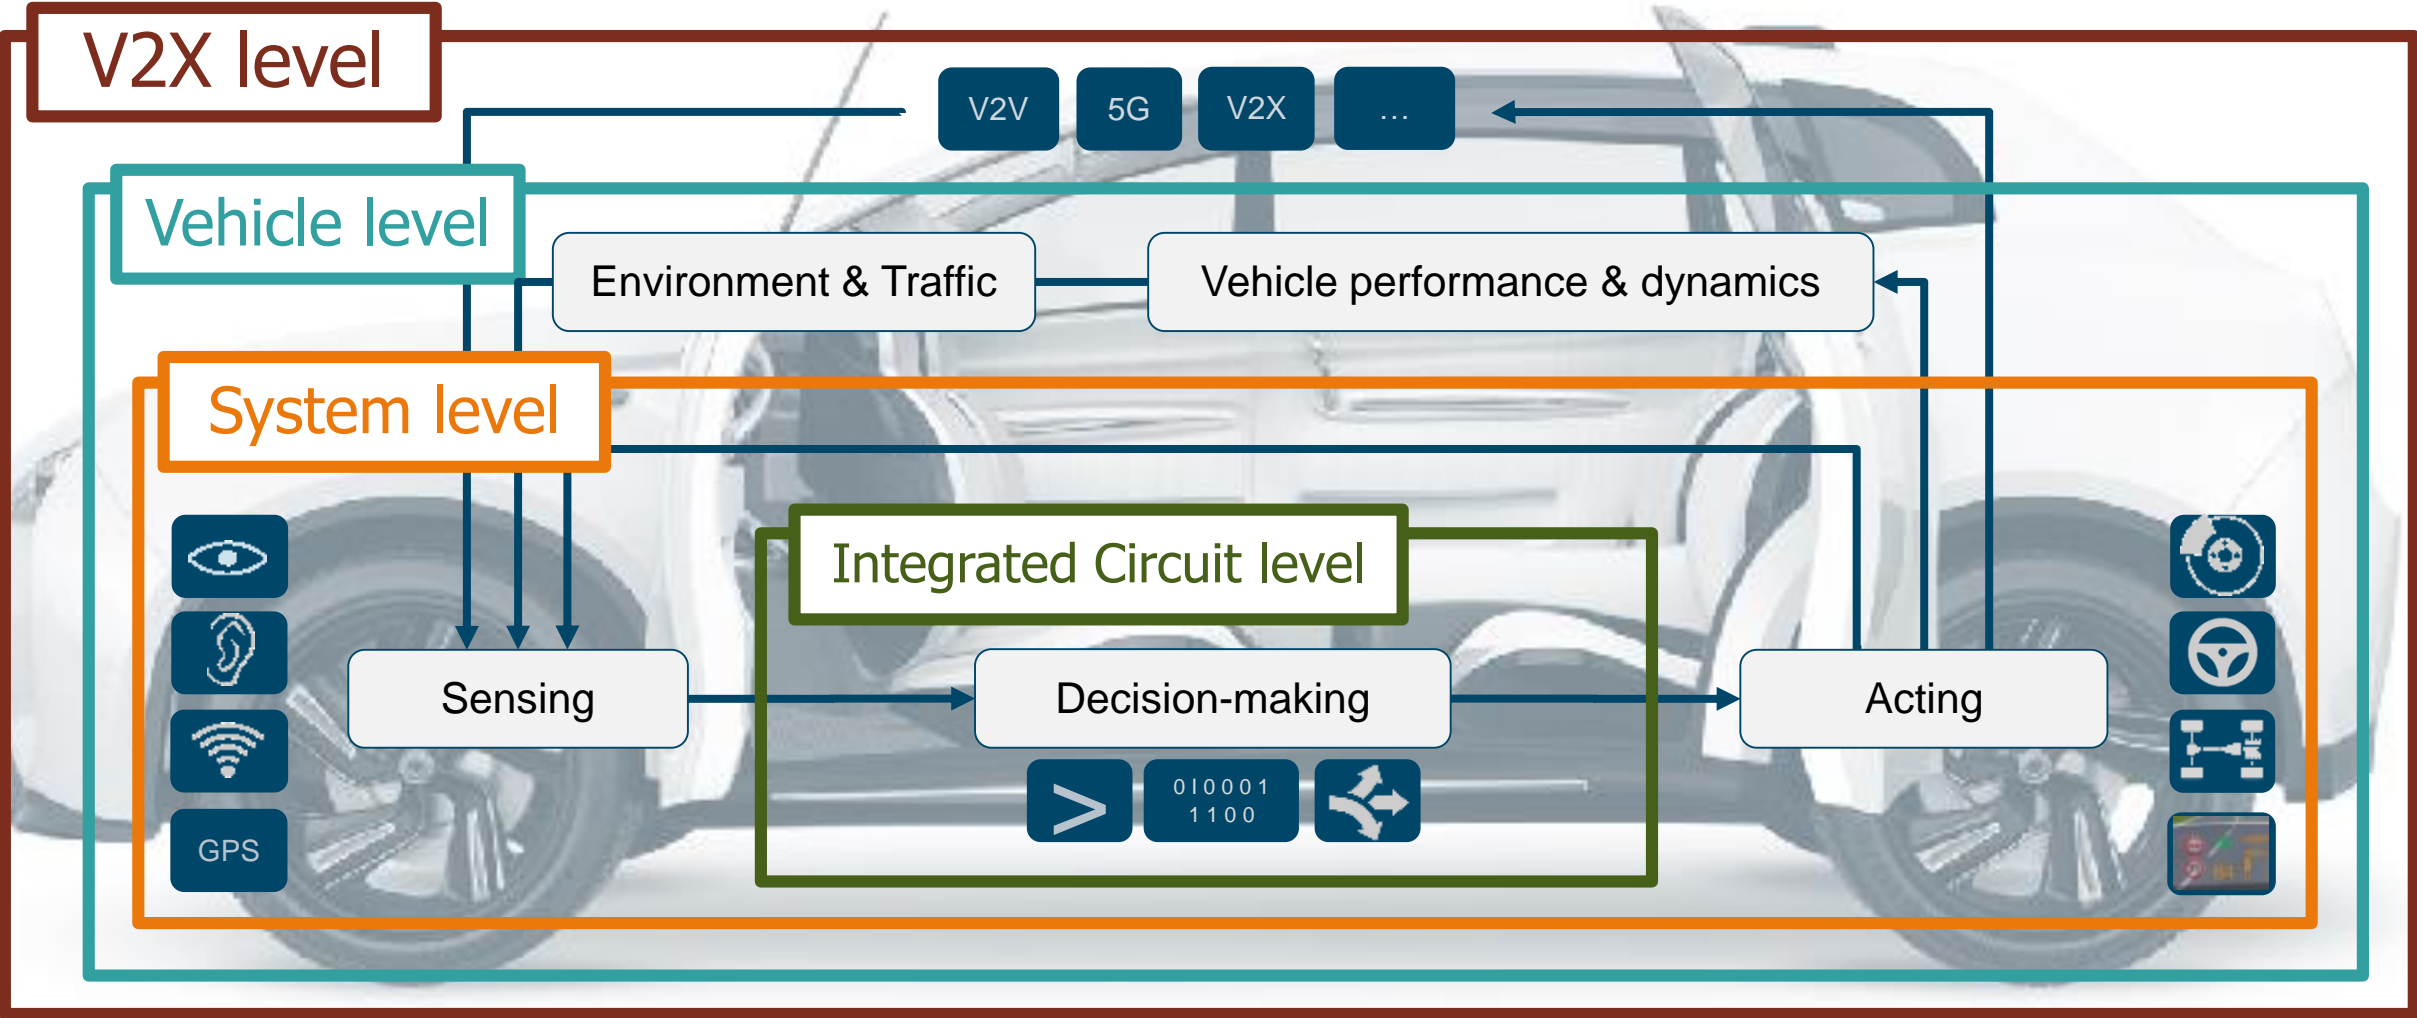 V2X level
V2V
5G
V2X
...
Vehicle level
Environment & Traffic
Vehicle performance & dynamics
System level
Integrated Circuit level
Sensing
Decision-making
Acting
>
0I0001
1100
GPS